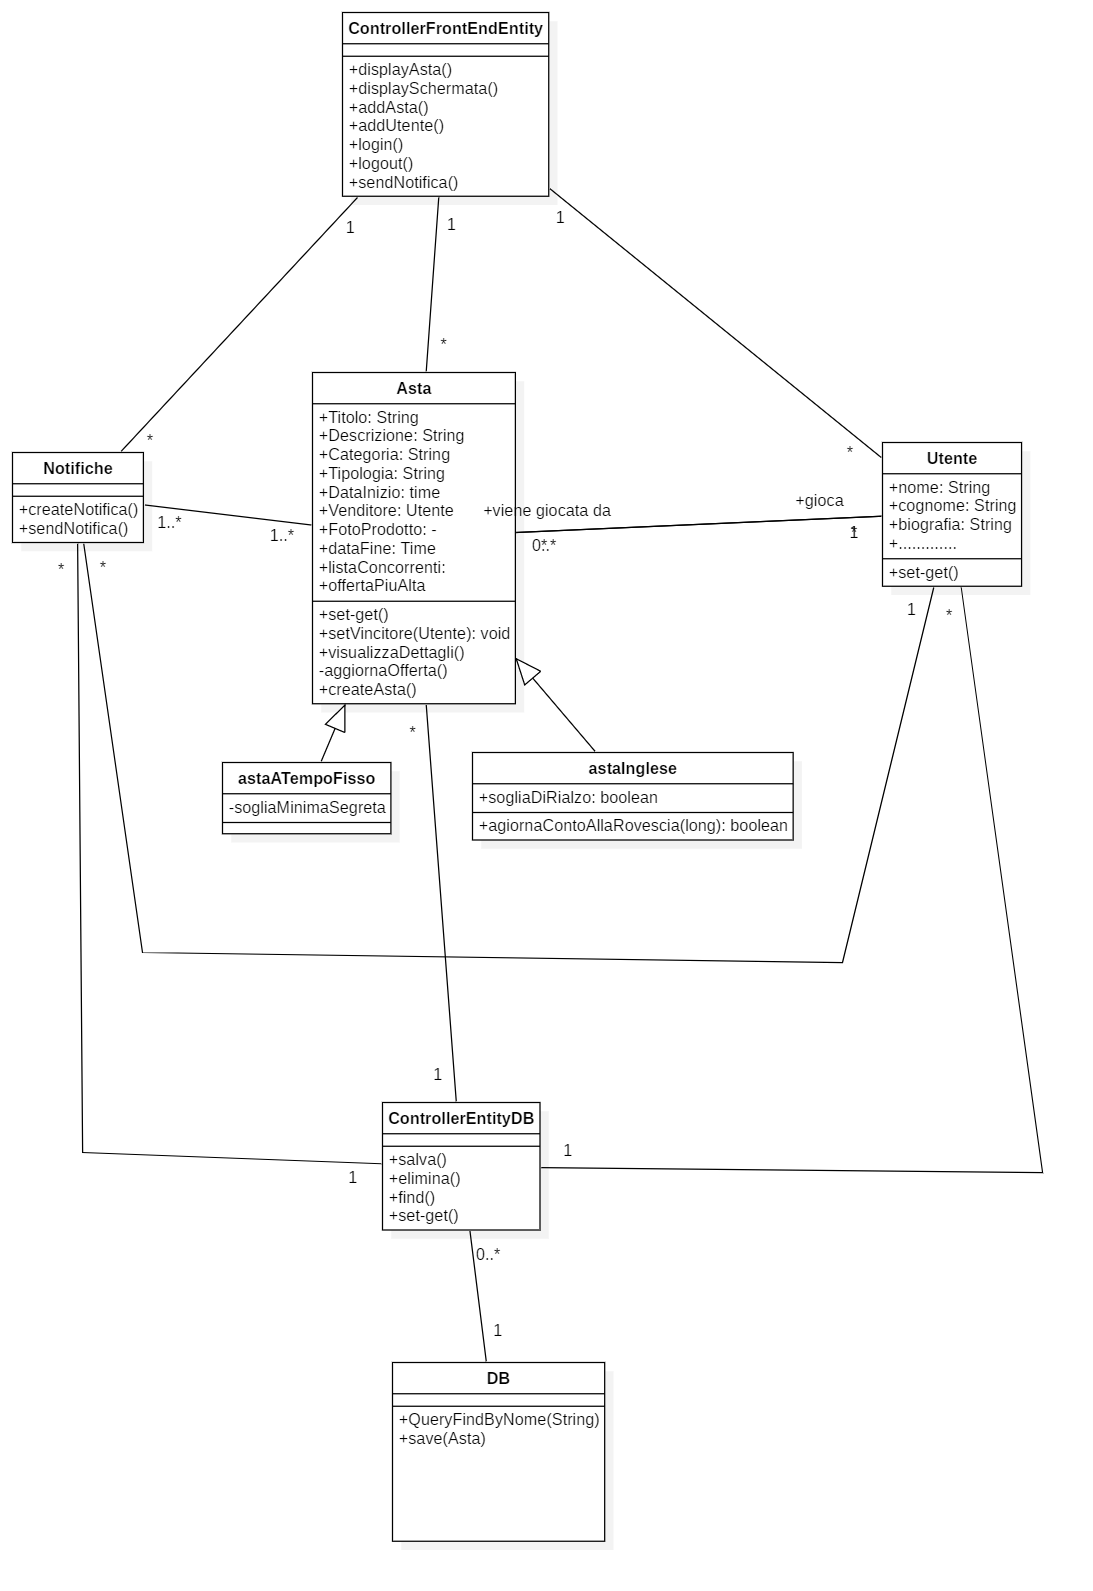 ControllerFrontEndEntity
+displayAsta()
+displaySchermata()
+addAsta()
+addUtente()
+login()
+logout()
+sendNotifica()
1
1
1
*
*
*
Asta
+Titolo: String
+Descrizione: String
+Categoria: String
+Tipologia: String
+DataInizio: time
+Venditore: Utente
+FotoProdotto: -
+dataFine: Time
+listaConcorrenti:
+offertaPiuAlta
+set-get()
+setVincitore(Utente): void
+visualizzaDettagli()
-aggiornaOfferta()
+createAsta()
Notifiche
+createNotifica()
+sendNotifica()
1..*
1..*
+viene giocata da
+gioca
0..*
*
1
*
Utente
+nome: String
+cognome: String
+biografia: String
+.............
+set-get()
*
*
1
*
*
astaATempoFisso
-sogliaMinimaSegreta
astaInglese
+sogliaDiRialzo: boolean
+agiornaContoAllaRovescia(long): boolean
1
ControllerEntityDB
+salva()
+elimina()
+find()
+set-get()
1
1
0..*
1
DB
+QueryFindByNome(String)
+save(Asta)